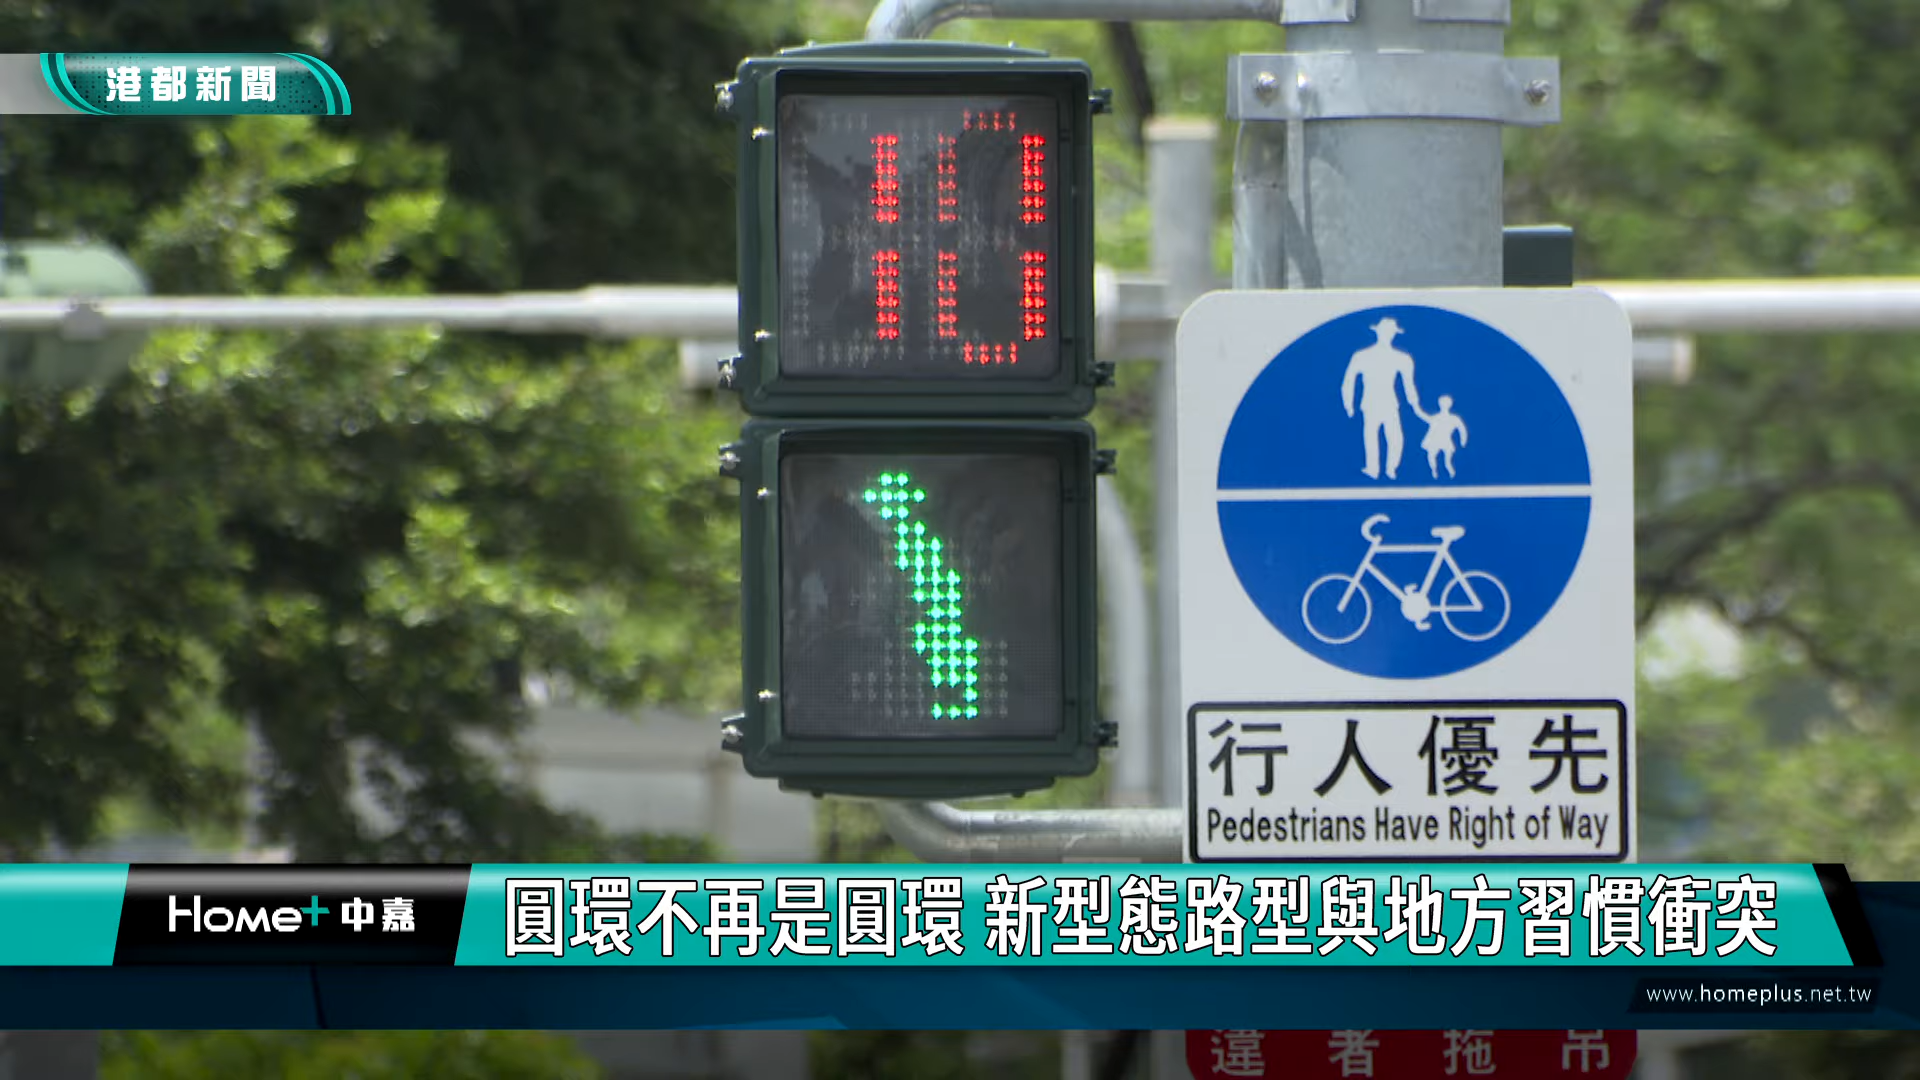 港都新聞
10
行人優先
Pedestrians Have Right of Way
Home+ 中嘉
圓環不再是圓環 新型態路型與地方習慣衝突
www.homeplus.net.tw
違者拖吊